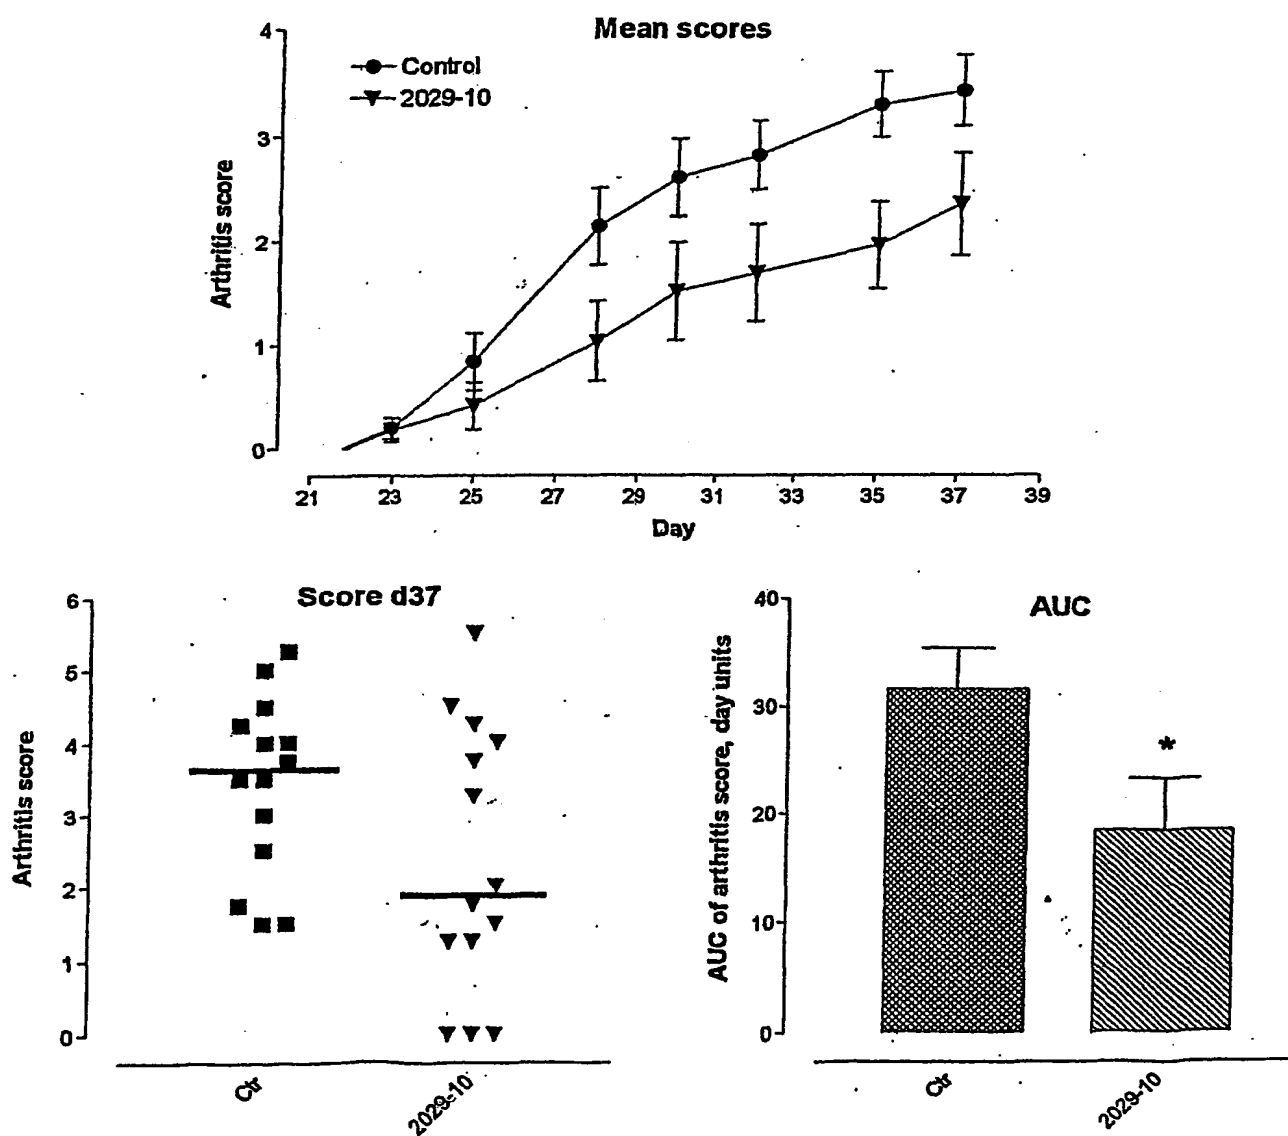 Mean scores
4
3
2
1
0
Arthritis score
Control
2029-10
21 23 25 27 29 31 33 35 37 39
Day
Score d37
6
5
4
3
2
1
0
Arthritis score
Ctr
2029-10
AUC
40
30
20
10
0
AUC of arthritis score, day units
*
Ctr
2029-10